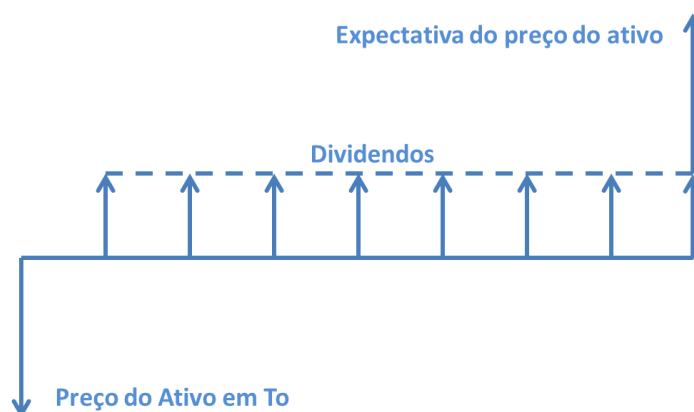 Expectativa do preço do ativo
Dividendos
Preço do Ativo em To